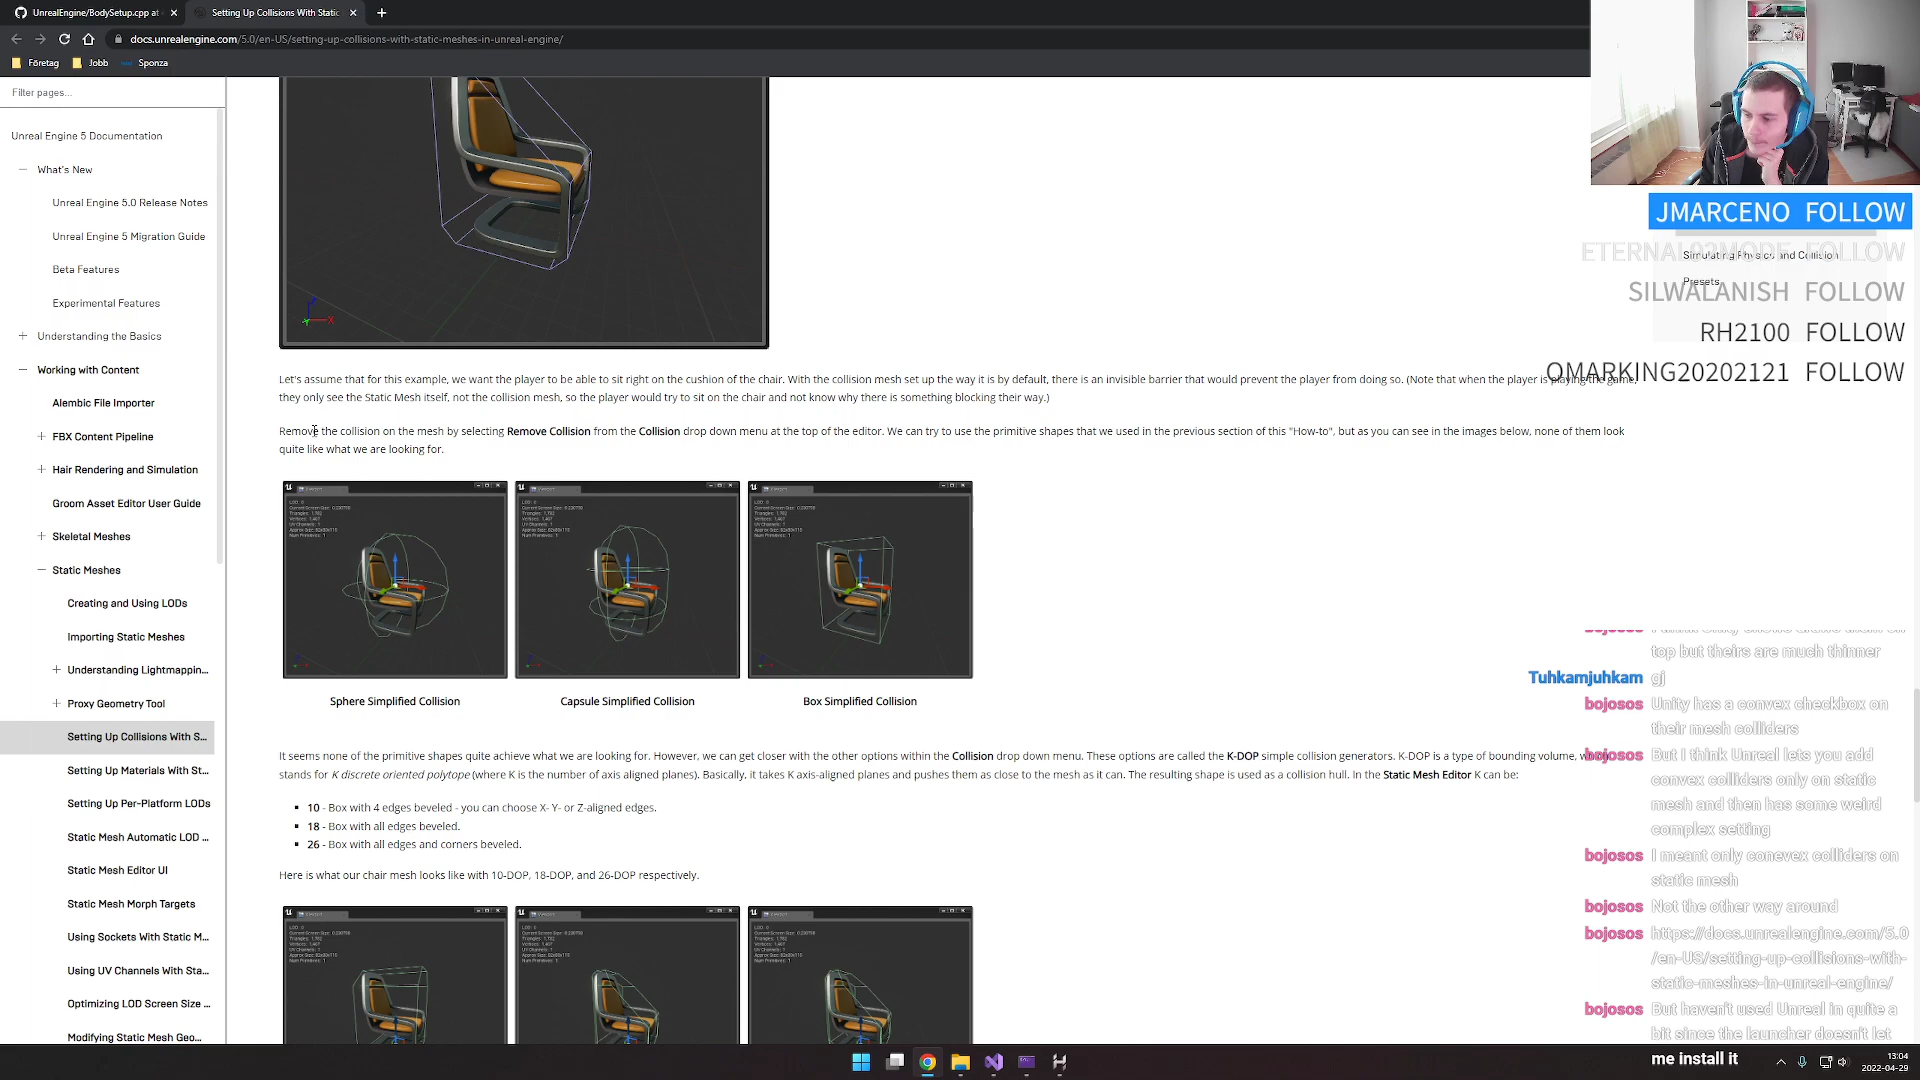 UnrealEngine/BodySetup.cpp at
Setting Up Collisions With Static
docs.unrealengine.com/5.0/en-US/setting-up-collisions-with-static-meshes-in-unreal-engine/
Företag
Jobb
Sponza
Filter pages...
Unreal Engine 5 Documentation
What's New
Unreal Engine 5.0 Release Notes
Unreal Engine 5 Migration Guide
Beta Features
Experimental Features
Understanding the Basics
Working with Content
Alembic File Importer
FBX Content Pipeline
Hair Rendering and Simulation
Groom Asset Editor User Guide
Skeletal Meshes
Static Meshes
Creating and Using LODs
Importing Static Meshes
Understanding Lightmappin...
Proxy Geometry Tool
Setting Up Collisions With S...
Setting Up Materials With St...
Setting Up Per-Platform LODs
Static Mesh Automatic LOD ...
Static Mesh Editor UI
Static Mesh Morph Targets
Using Sockets With Static M...
Using UV Channels With Sta...
Optimizing LOD Screen Size ...
Modifying Static Mesh Geo...
Let's assume that for this example, we want the player to be able to sit right on the cushion of the chair. With the collision mesh set up the way it is by default, there is an invisible barrier that would prevent the player from doing so. (Note that when the player is playing the game,
they only see the Static Mesh itself, not the collision mesh, so the player would try to sit on the chair and not know why there is something blocking their way.)
Remove the collision on the mesh by selecting Remove Collision from the Collision drop down menu at the top of the editor. We can try to use the primitive shapes that we used in the previous section of this "How-to", but as you can see in the images below, none of them look
quite like what we are looking for.
Sphere Simplified Collision
Capsule Simplified Collision
Box Simplified Collision
It seems none of the primitive shapes quite achieve what we are looking for. However, we can get closer with the other options within the Collision drop down menu. These options are called the K-DOP simple collision generators. K-DOP is a type of bounding volume,
stands for K discrete oriented polytope (where K is the number of axis aligned planes). Basically, it takes K axis-aligned planes and pushes them as close to the mesh as it can. The resulting shape is used as a collision hull. In the Static Mesh Editor K can be:
10 - Box with 4 edges beveled - you can choose X- Y- or Z-aligned edges.
18 - Box with all edges beveled.
26 - Box with all edges and corners beveled.
Here is what our chair mesh looks like with 10-DOP, 18-DOP, and 26-DOP respectively.
JMARCENO FOLLOW
FOLLOW
Simulating Physics and Collision
Presets
SILWALANISH FOLLOW
RH2100 FOLLOW
OMARKING20202121 FOLLOW
top but theirs are much thinner
Tuhkamjuhkam gj
bojosos Unity has a convex checkbox on
their mesh colliders
bojosos But I think Unreal lets you add
convex colliders only on static
mesh and then has some weird
complex setting
bojosos I meant only conevex colliders on
static mesh
bojosos Not the other way around
bojosos https://docs.unrealengine.com/5.0
/en-US/setting-up-collisions-with-
static-meshes-in-unreal-engine/
bojosos But haven't used Unreal in quite a
bit since the launcher doesn't let
me install it
13:04
2022-04-29